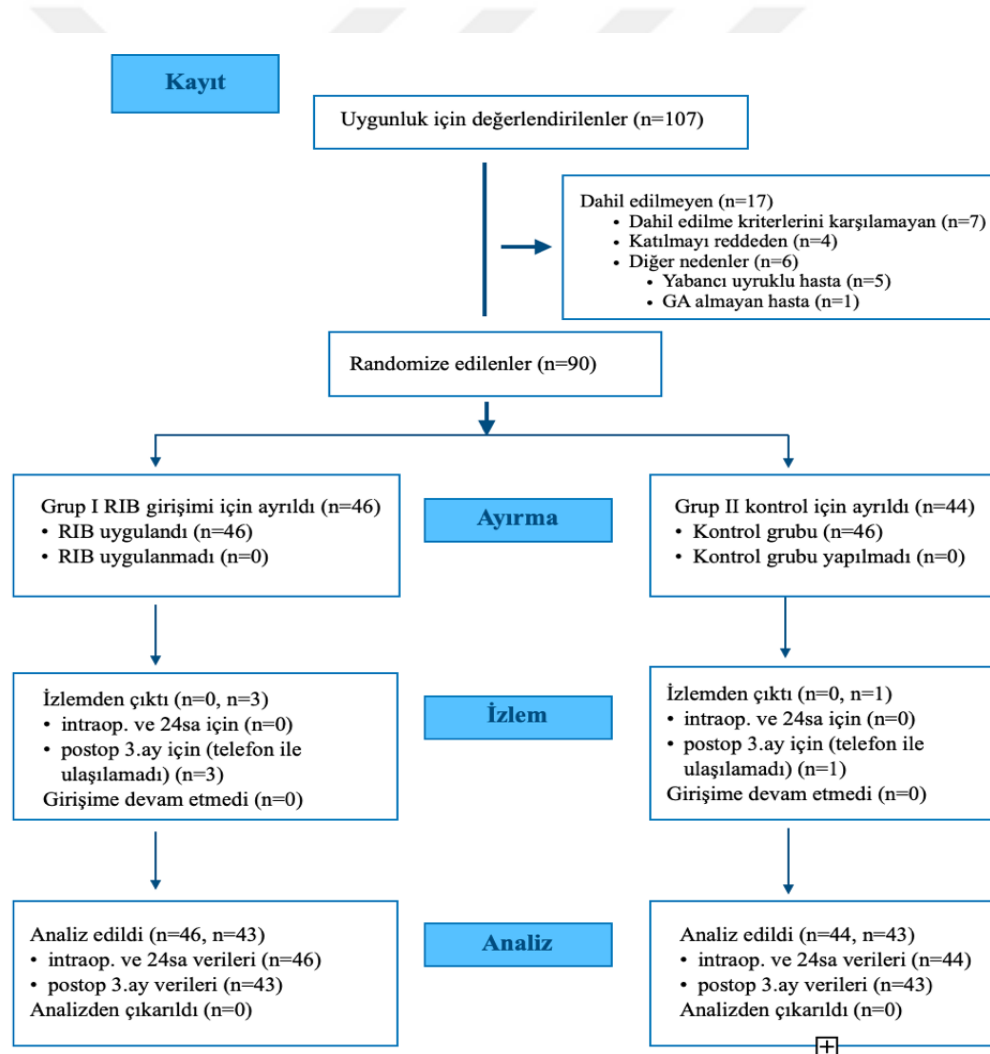 Kayıt
Uygunluk için değerlendirilenler (n=107)
Dahil edilmeyen (n=17)
• Dahil edilme kriterlerini karşılamayan (n=7)
• Katılmayı reddeden (n=4)
• Diğer nedenler (n=6)
• Yabancı uyruklu hasta (n=5)
• GA almayan hasta (n=1)
Randomize edilenler (n=90)
Grup I RIB girişimi için ayrıldı (n=46)
• RIB uygulandı (n=46)
• RIB uygulanmadı (n=0)
Ayırma
Grup II kontrol için ayrıldı (n=44)
• Kontrol grubu (n=46)
• Kontrol grubu yapılmadı (n=0)
İzlemden çıktı (n=0, n=3)
• intraop. ve 24sa için (n=0)
• postop 3.ay için (telefon ile
ulaşılamadı) (n=3)
Girişime devam etmedi (n=0)
İzlem
İzlemden çıktı (n=0, n=1)
• intraop. ve 24sa için (n=0)
• postop 3.ay için (telefon ile
ulaşılamadı) (n=1)
Girişime devam etmedi (n=0)
Analiz edildi (n=46, n=43)
• intraop. ve 24sa verileri (n=46)
• postop 3.ay verileri (n=43)
Analizden çıkarıldı (n=0)
Analiz
Analiz edildi (n=44, n=43)
• intraop. ve 24sa verileri (n=44)
• postop 3.ay verileri (n=43)
Analizden çıkarıldı (n=0)